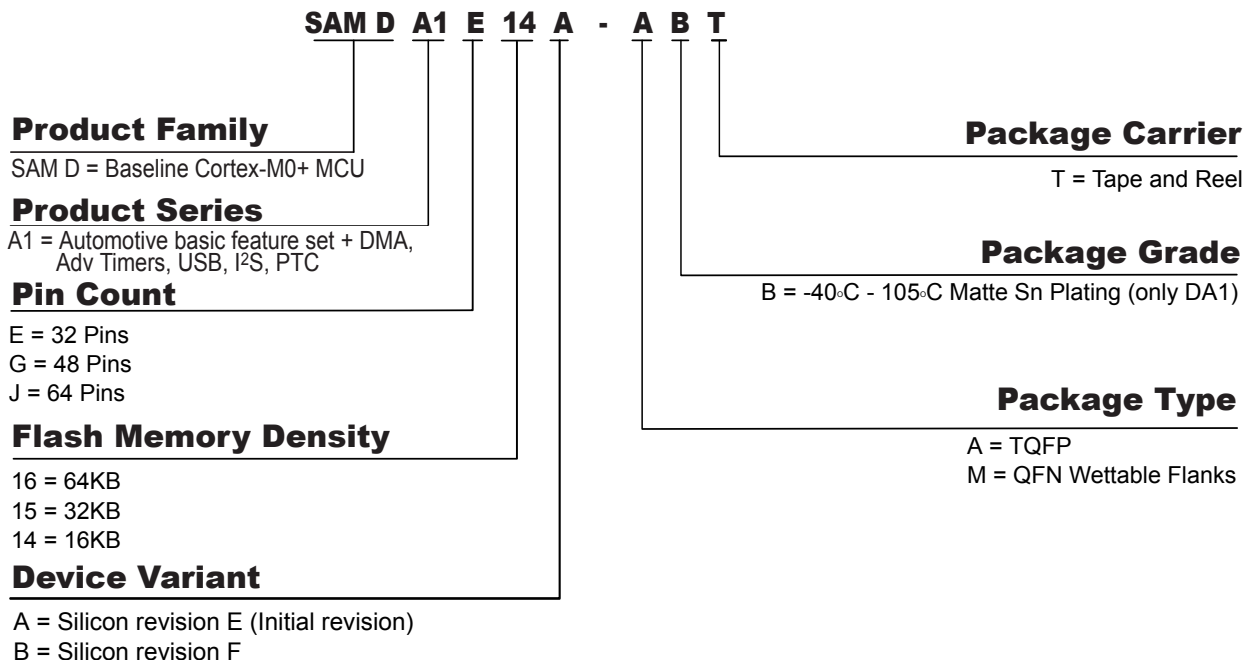 SAM D A1 E 14 A - A B T
Product Family
SAM D = Baseline Cortex-M0+ MCU
Product Series
A1 = Automotive basic feature set + DMA,
Adv Timers, USB, I²S, PTC
Pin Count
E = 32 Pins
G = 48 Pins
J = 64 Pins
Flash Memory Density
16 = 64KB
15 = 32KB
14 = 16KB
Device Variant
A = Silicon revision E (Initial revision)
B = Silicon revision F
Package Carrier
T = Tape and Reel
Package Grade
B = -40°C - 105°C Matte Sn Plating (only DA1)
Package Type
A = TQFP
M = QFN Wettable Flanks